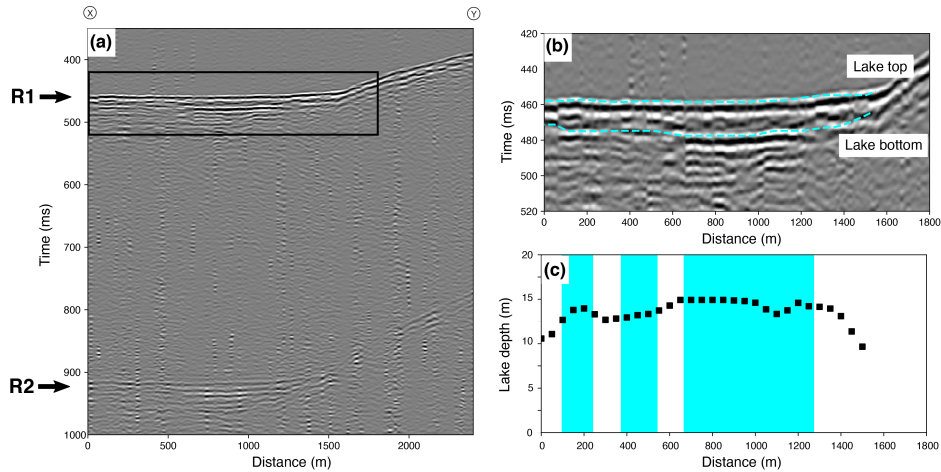 X Y
(a)
R1
R2
Time (ms)
400
500
600
700
800
900
1000
0 500 1000 1500 2000
Distance (m)
(b)
Lake top
Lake bottom
Time (ms)
420
440
460
480
500
520
0 200 400 600 800 1000 1200 1400 1600 1800
Distance (m)
(c)
Lake depth (m)
20
15
10
5
0
0 200 400 600 800 1000 1200 1400 1600 1800
Distance (m)